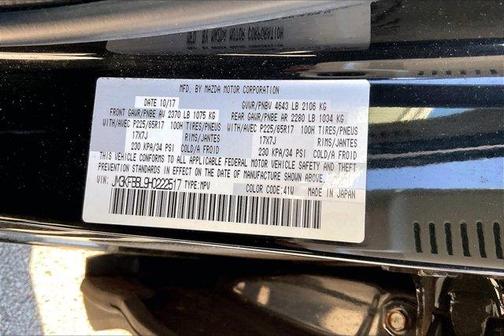 MFD. BY MAZDA MOTOR CORPORATION
DATE 10/17 GVWR/PNBV 4643 LB 2106 KG
FRONT GAWR/PNBE AV 2370 LB 1075 KG REAR GAWR/PNBE AR 2280 LB 1034 KG
WITH/AVEC P225/65R17 100H TIRES/PNEUS WITH/AVEC P225/65R17 100H TIRES/PNEUS
17X7J RIMS/JANTES 17X7J RIMS/JANTES
230 KPA/34 PSI COLD/A FROID 230 KPA/34 PSI COLD/A FROID
THIS VEHICLE CONFORMS TO ALL APPLICABLE FEDERAL MOTOR VEHICLE SAFETY
STANDARDS IN EFFECT ON THE DATE OF MANUFACTURE SHOWN ABOVE.
VIN: TYPE:MPV COLOR CODE:41W MADE IN JAPAN